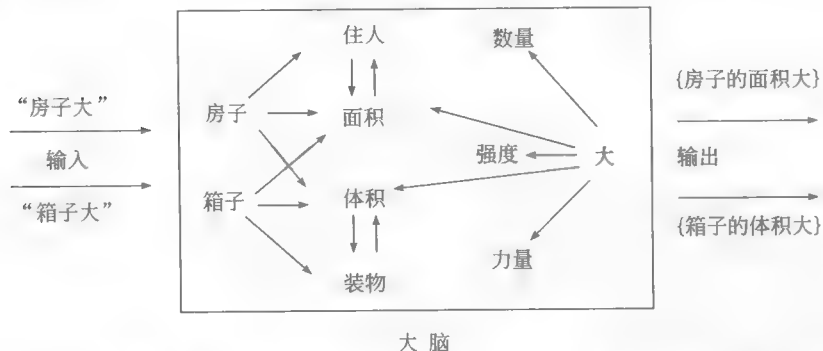 住人
数量
{房子的面积大}
“房子大”
房子
面积
强度
大
输入
输出
箱子
体积
“箱子大”
{箱子的体积大}
力量
装物
大脑